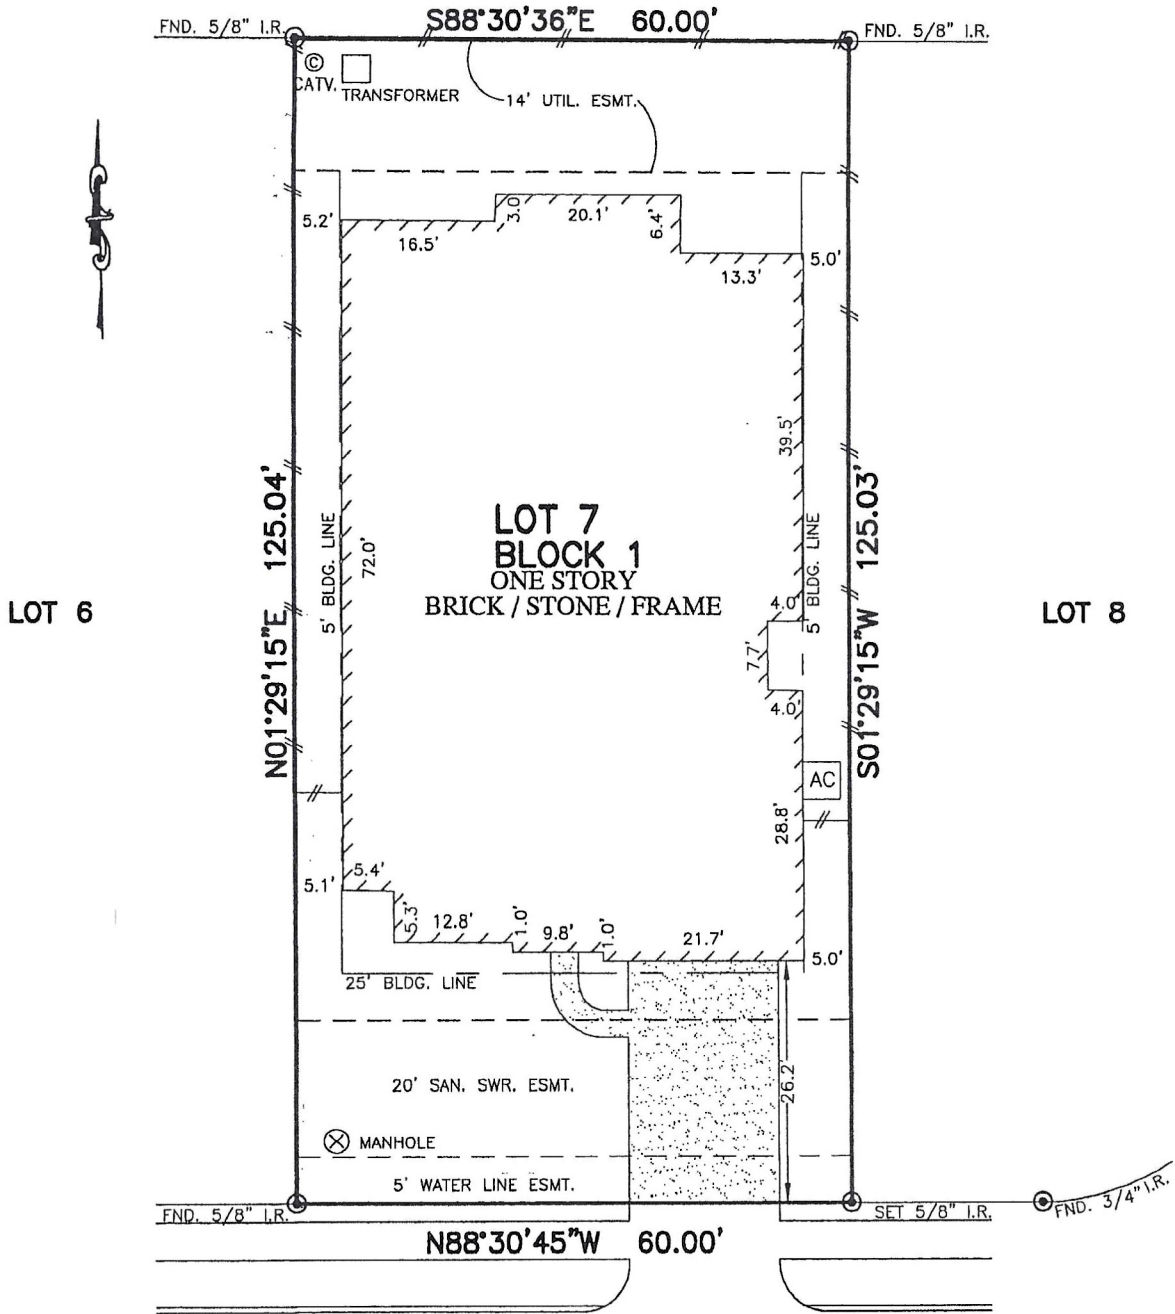 S88°30'36"E 60.00'
FND. 5/8" I.R.
FND. 5/8" I.R.
© CATV.
TRANSFORMER
14' UTIL. ESMT.
5.2'
16.5'
3.0
20.1'
6.4'
13.3'
5.0'
39.5'
N01°29'15"E 125.04'
5' BLDG. LINE
72.0'
LOT 7
BLOCK 1
ONE STORY
BRICK / STONE / FRAME
5' BLDG. LINE
S01°29'15"W 125.03'
LOT 6
LOT 8
4.0
7.7'
4.0'
AC
28.8'
5.1'
5.4'
5.3'
12.8'
1.0'
9.8'
1.0'
21.7'
5.0'
25' BLDG. LINE
20' SAN. SWR. ESMT.
26.2'
MANHOLE
5' WATER LINE ESMT.
FND. 5/8" I.R.
SET 5/8" I.R.
FND. 3/4" I.R.
N88°30'45"W 60.00'